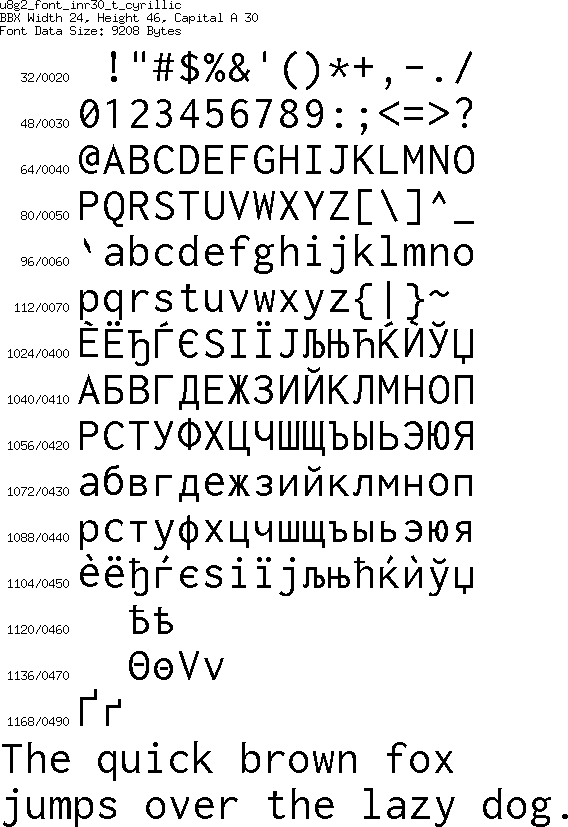 u8g2_font_inr30_t_cyrillic
BBX Width 24, Height 46, Capital A 30
Font Data Size: 9208 Bytes
32/0020 !"#$%&'()*+,-./
48/0030 0123456789:;<=>?
64/0040 @ABCDEFGHIJKLMNO
80/0050 PQRSTUVWXYZ[\]^_
96/0060 `abcdefghijklmno
112/0070 pqrstuvwxyz{|}~
1024/0400 ЀЁЂЃЄЅІЇЈЉЊЋЌЍЎЏ
1040/0410 АБВГДЕЖЗИЙКЛМНОП
1056/0420 РСТУФХЦЧШЩЪЫЬЭЮЯ
1072/0430 абвгдежзийклмноп
1088/0440 рстуфхцчшщъыьэюя
1104/0450 ѐёђѓєѕіїјљњћќѝўџ
1120/0460 Ѣѣ
1136/0470 ѲѳѴѵ
1168/0490 Ґґ
The quick brown fox
jumps over the lazy dog.